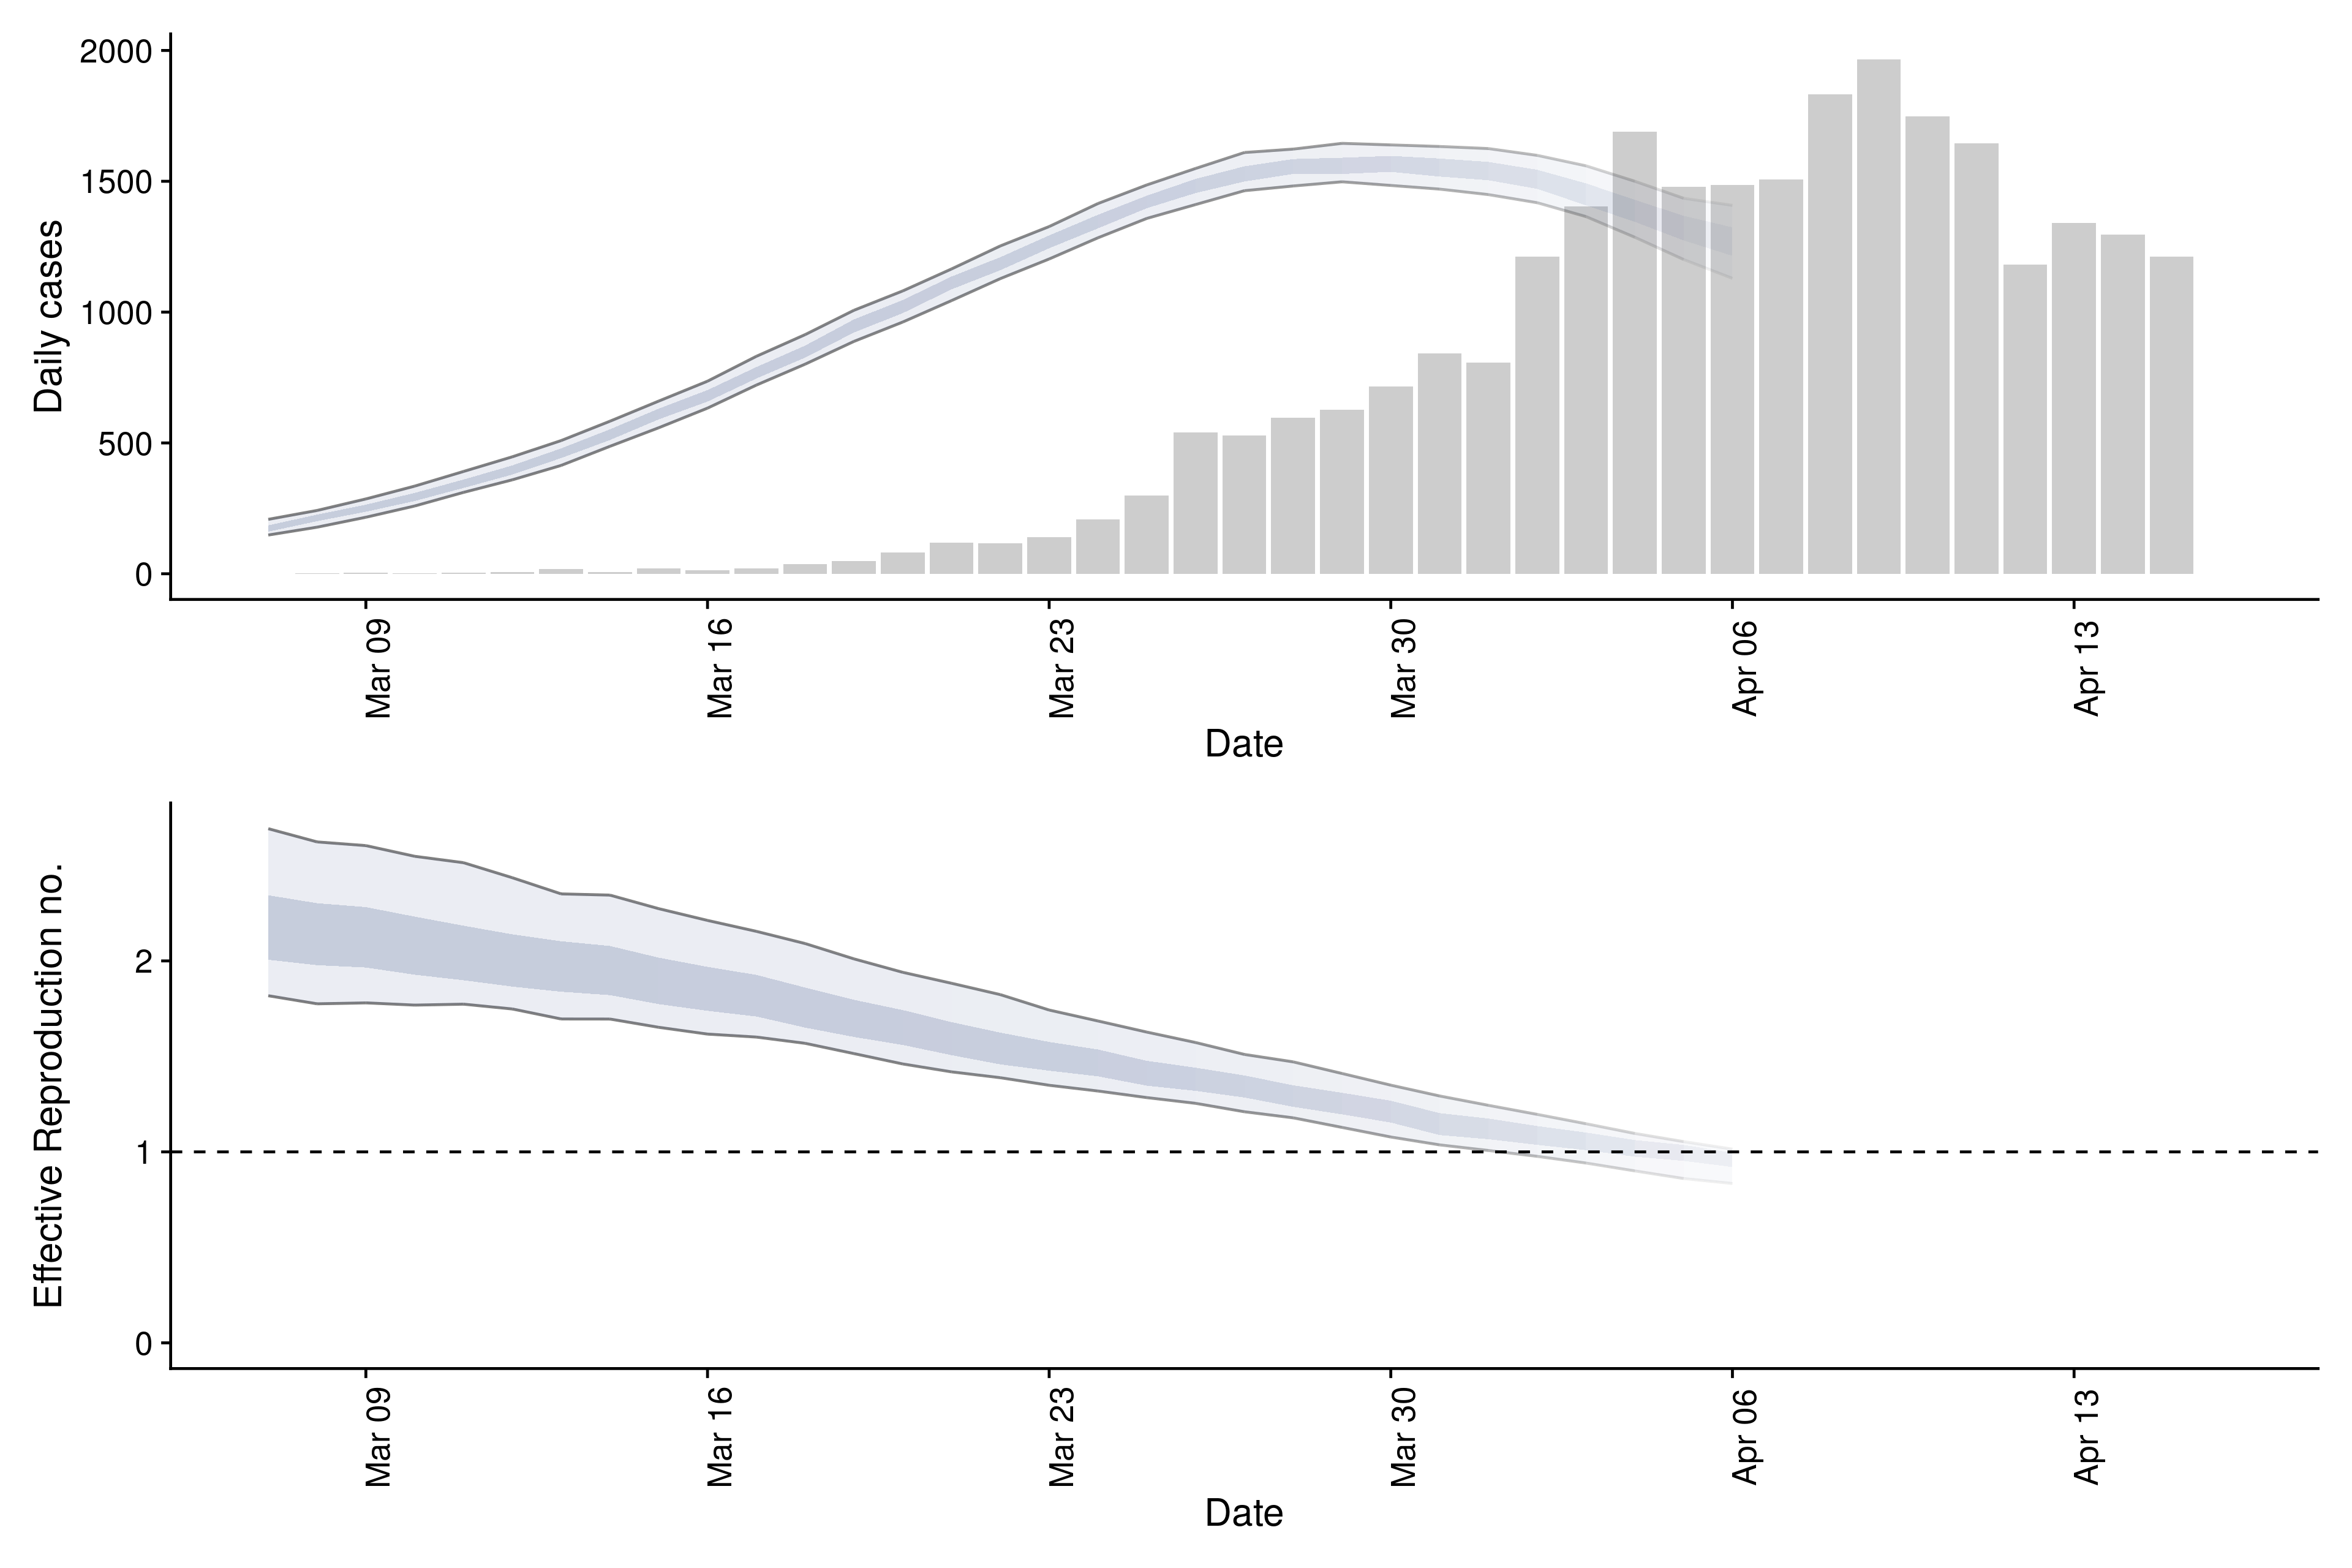 Daily cases
2000
1500
1000
500
0
Mar 09
Mar 16
Mar 23
Mar 30
Apr 06
Apr 13
Date
Effective Reproduction no.
2
1
0
Mar 09
Mar 16
Mar 23
Mar 30
Apr 06
Apr 13
Date